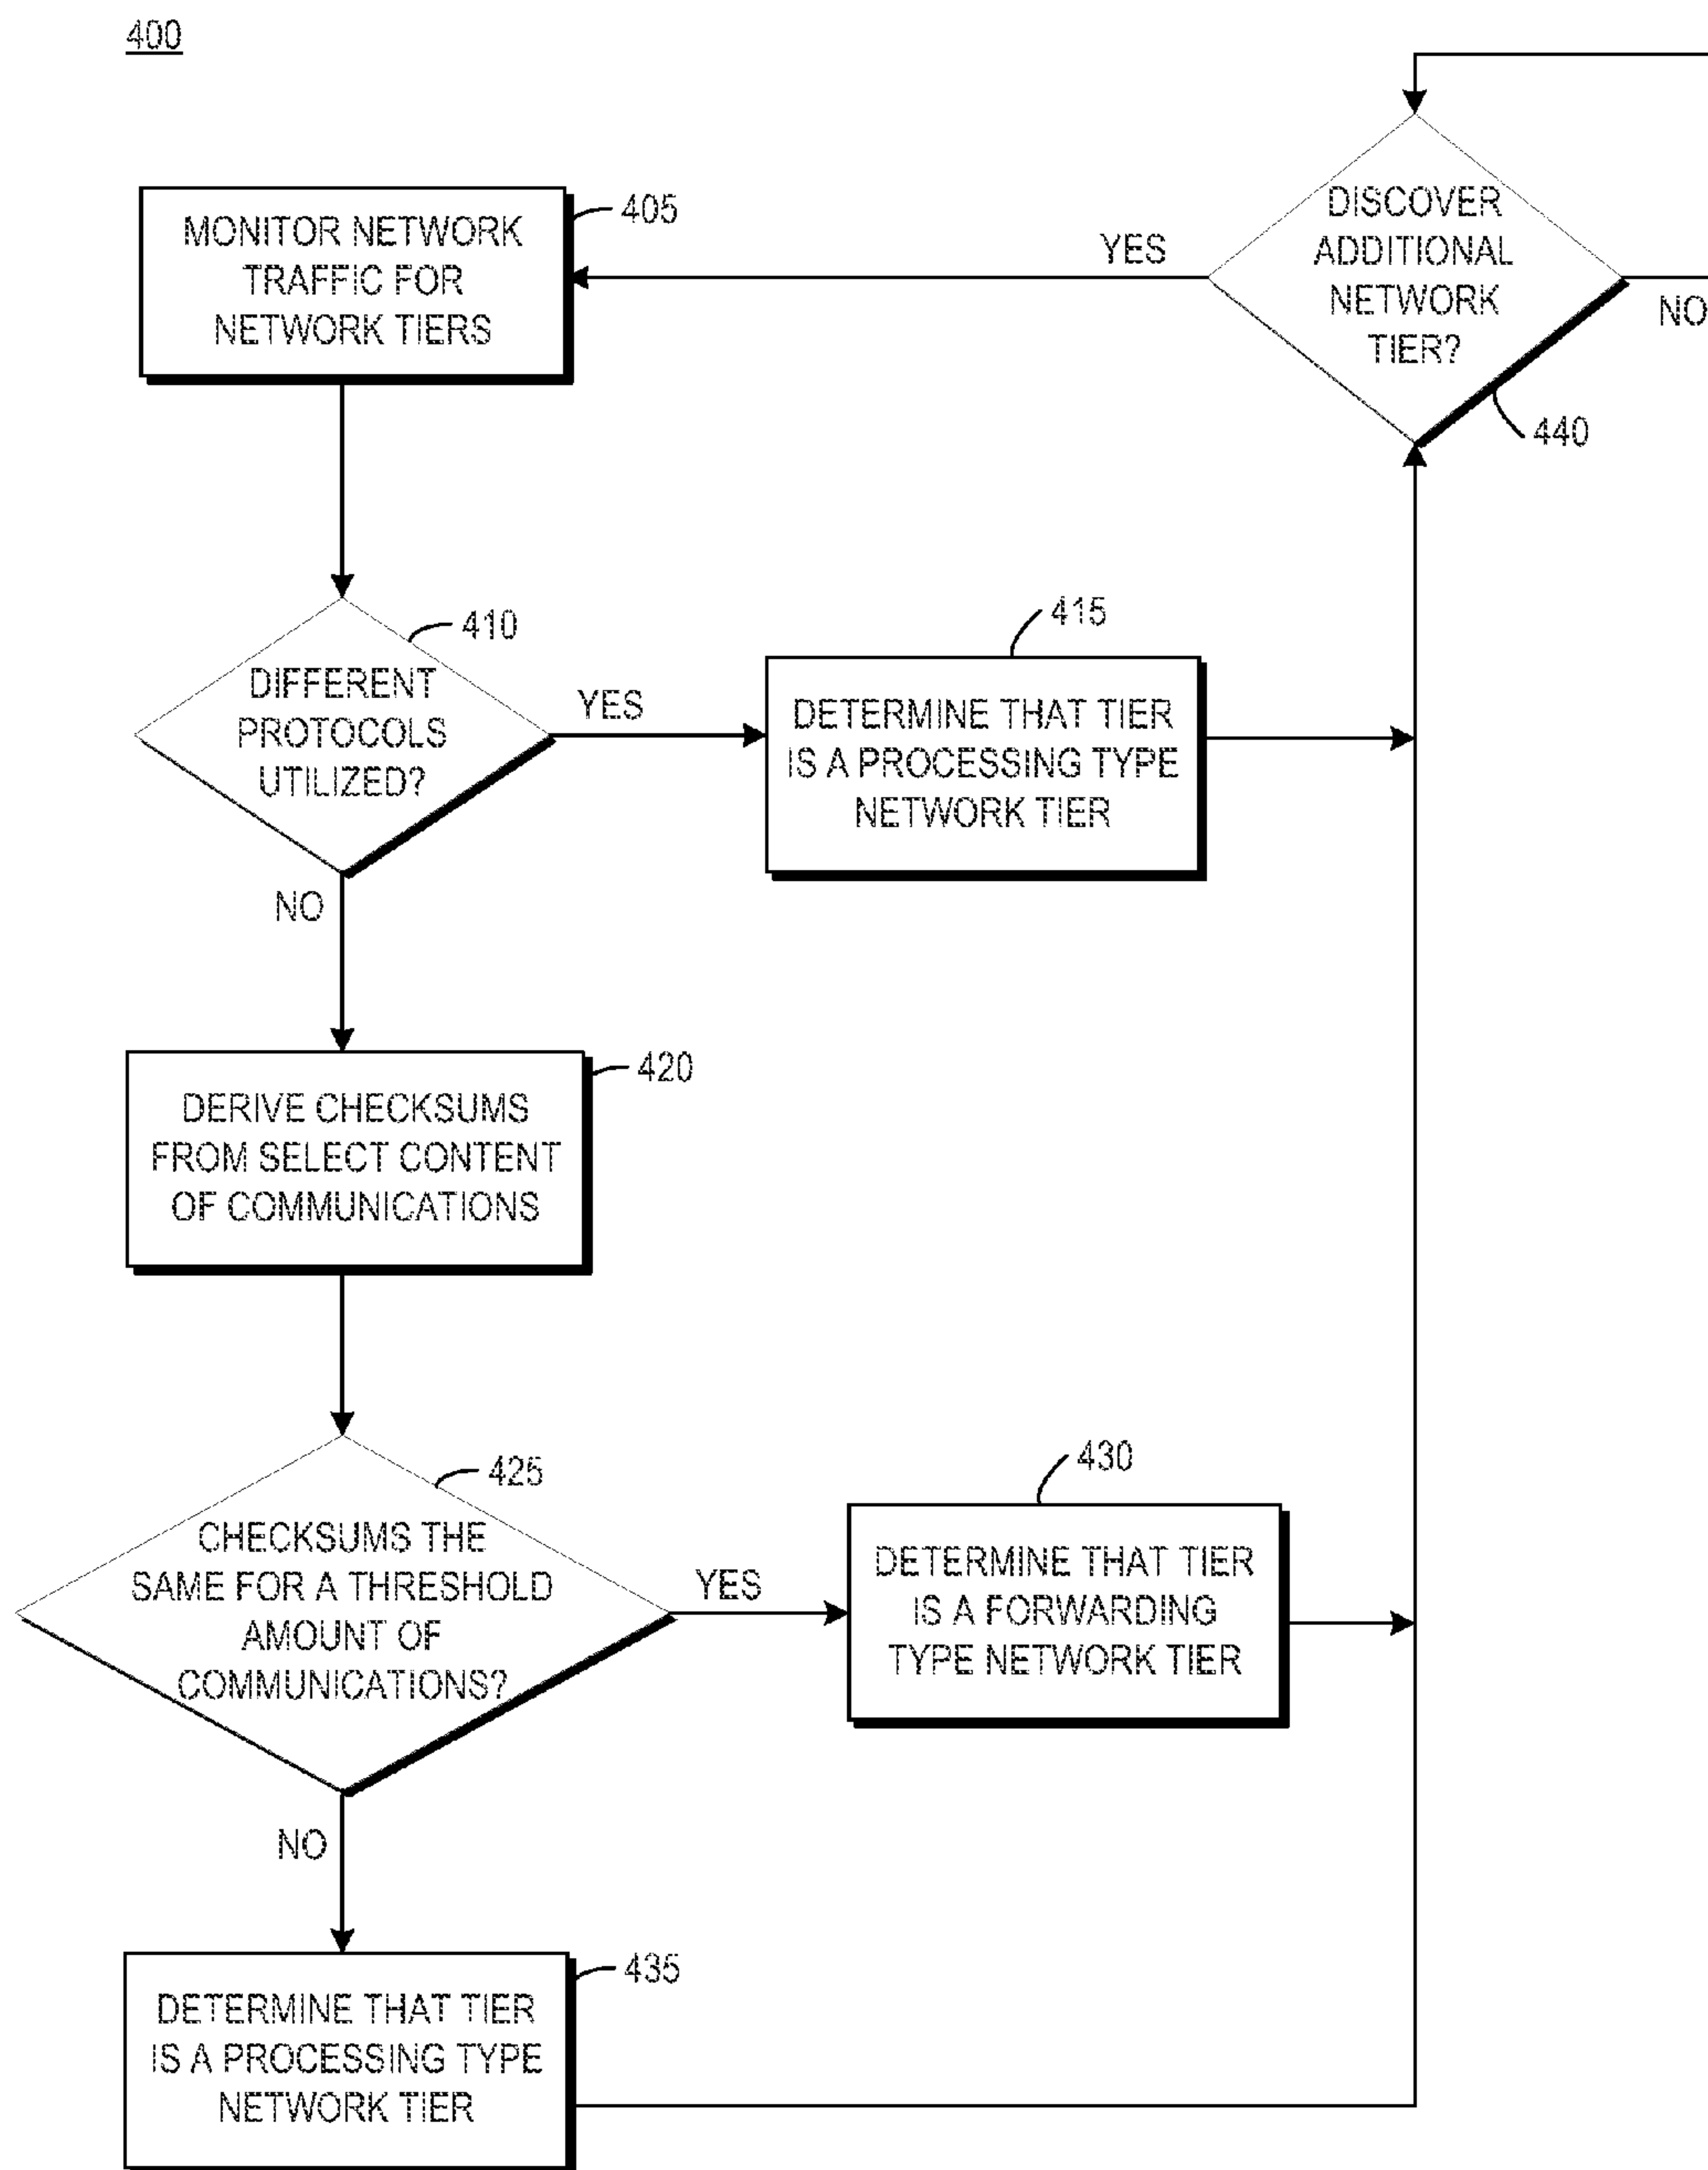 400
MONITOR NETWORK
TRAFFIC FOR
NETWORK TIERS
405
DISCOVER
ADDITIONAL
NETWORK
TIER?
YES
NO
440
DIFFERENT
PROTOCOLS
UTILIZED?
410
YES
NO
415
DETERMINE THAT TIER
IS A PROCESSING TYPE
NETWORK TIER
420
DERIVE CHECKSUMS
FROM SELECT CONTENT
OF COMMUNICATIONS
425
CHECKSUMS THE
SAME FOR A THRESHOLD
AMOUNT OF
COMMUNICATIONS?
YES
NO
430
DETERMINE THAT TIER
IS A FORWARDING
TYPE NETWORK TIER
435
DETERMINE THAT TIER
IS A PROCESSING TYPE
NETWORK TIER